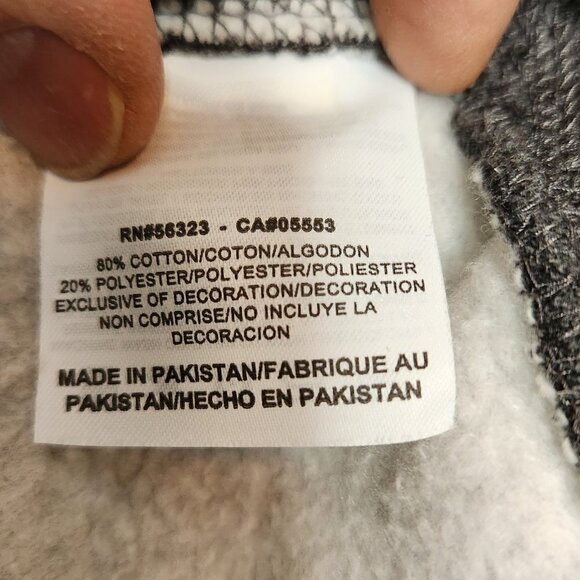 RN#56323 - CA#05553
80% COTTON/COTON/ALGODON
20% POLYESTER/POLYESTER/POLIESTER
EXCLUSIVE OF DECORATION/DECORATION
NON COMPRISE/NO INCLUYE LA
DECORACION
MADE IN PAKISTAN/FABRIQUE AU
PAKISTAN/HECHO EN PAKISTAN